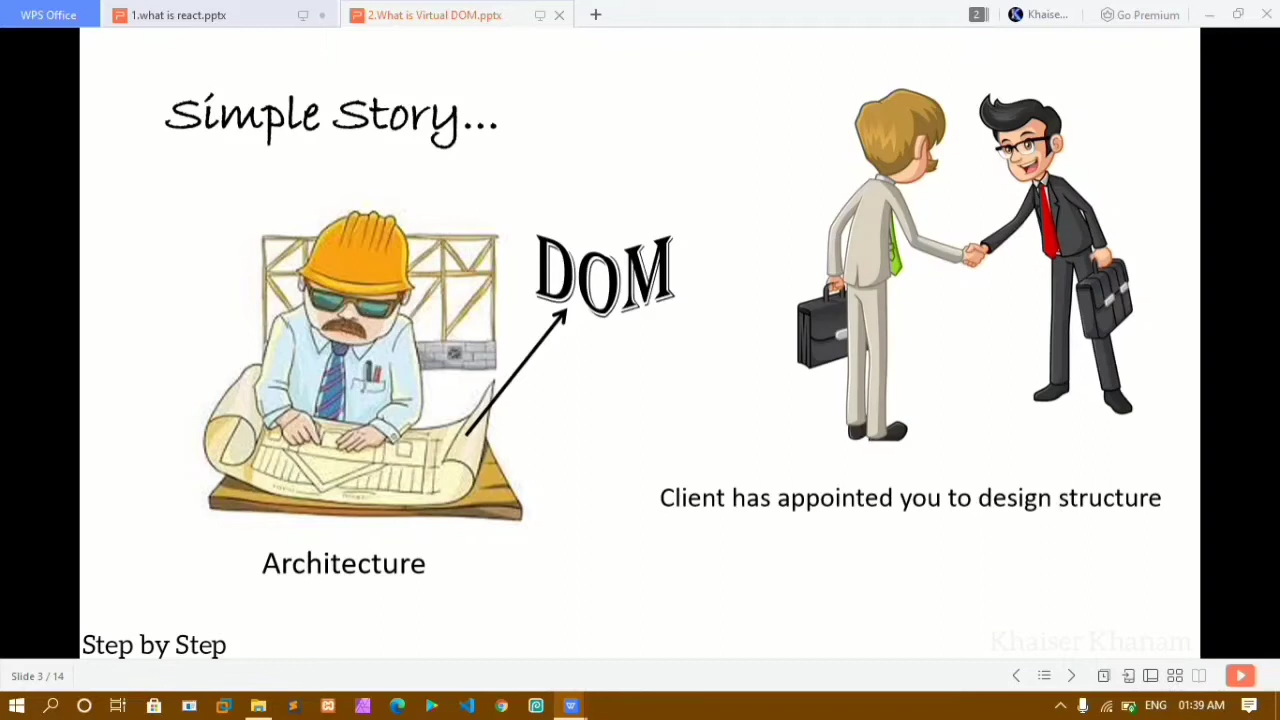 WPS Office
1.what is react.pptx
2.What is Virtual DOM.pptx
2
Khaise...
Go Premium
Simple Story...
DOM
Client has appointed you to design structure
Architecture
Step by Step
Khaiser Khanam
Slide 3 / 14
ENG
01:39 AM